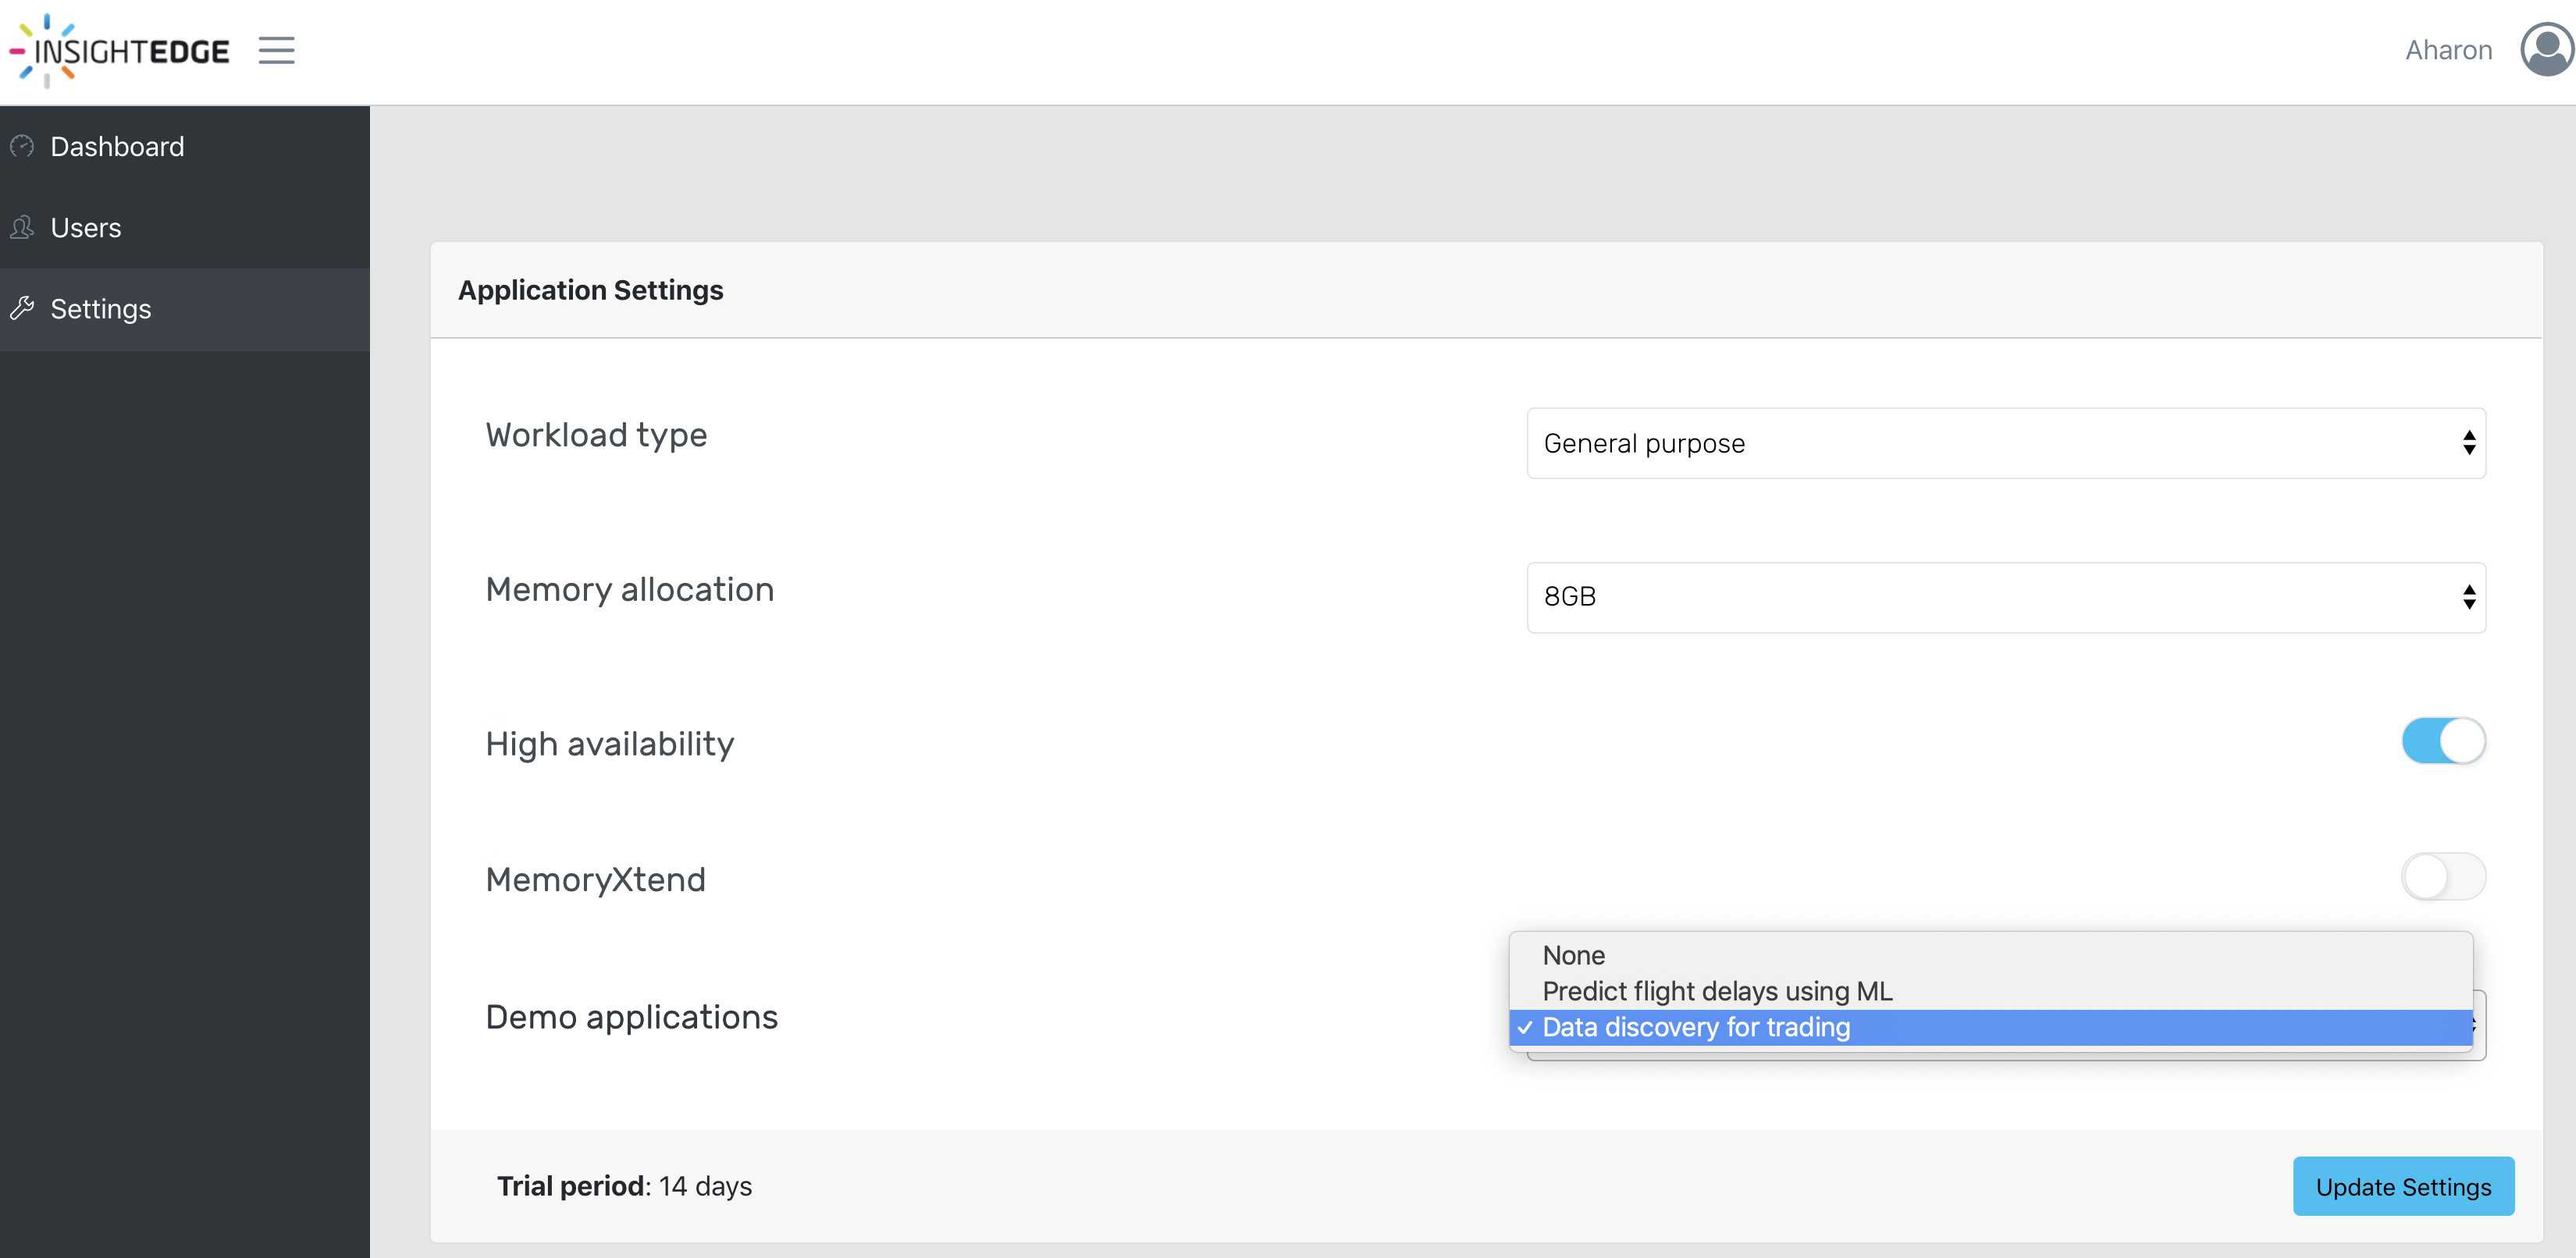 INSIGHTEDGE
Aharon
Dashboard
Users
Settings
Application Settings
Workload type
General purpose
Memory allocation
8GB
High availability
MemoryXtend
Demo applications
None
Predict flight delays using ML
✓ Data discovery for trading
Trial period: 14 days
Update Settings